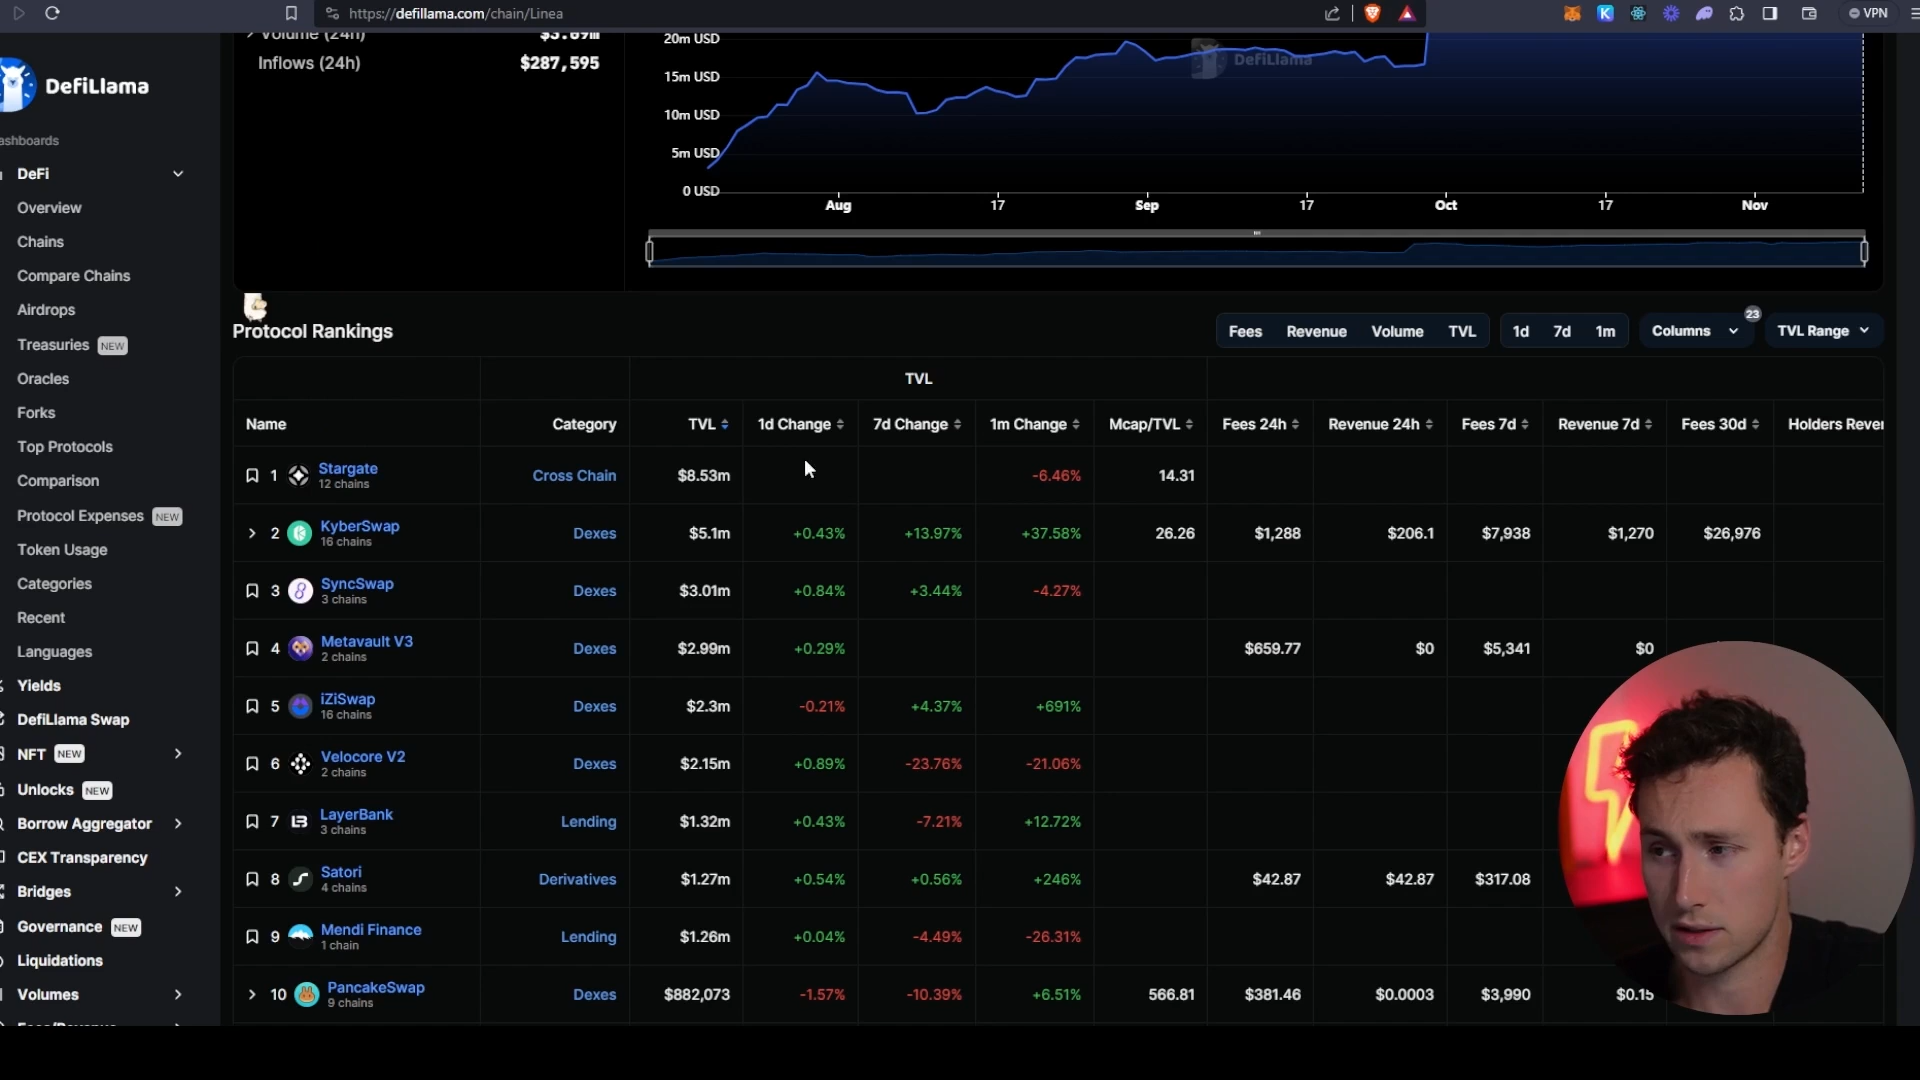 https://defillama.com/chain/Linea
VPN
DefiLlama
DeFi
Overview
Chains
Compare Chains
Airdrops
Treasuries NEW
Oracles
Forks
Top Protocols
Comparison
Protocol Expenses NEW
Token Usage
Categories
Recent
Languages
Yields
DefiLlama Swap
NFT NEW
Unlocks NEW
Borrow Aggregator
CEX Transparency
Bridges
Governance NEW
Liquidations
Volumes
Volume (24h)
Inflows (24h) $287,595
20m USD
15m USD
10m USD
5m USD
0 USD
DefiLlama
Aug 17 Sep 17 Oct 17 Nov
Protocol Rankings
Fees Revenue Volume TVL 1d 7d 1m Columns 23 TVL Range
TVL
Name Category TVL 1d Change 7d Change 1m Change Mcap/TVL Fees 24h Revenue 24h Fees 7d Revenue 7d Fees 30d Holders
1 Stargate Cross Chain $8.53m -6.46% 14.31
12 chains
2 KyberSwap Dexes $5.1m +0.43% +13.97% +37.58% 26.26 $1,288 $206.1 $7,938 $1,270 $26,976
16 chains
3 SyncSwap Dexes $3.01m +0.84% +3.44% -4.27%
3 chains
4 Metavault V3 Dexes $2.99m +0.29% $659.77 $0 $5,341 $0
2 chains
5 iZiSwap Dexes $2.3m -0.21% +4.37% +691%
16 chains
6 Velocore V2 Dexes $2.15m +0.89% -23.76% -21.06%
2 chains
7 LayerBank Lending $1.32m +0.43% -7.21% +12.72%
3 chains
8 Satori Derivatives $1.27m +0.54% +0.56% +246% $42.87 $42.87 $317.08
4 chains
9 Mendi Finance Lending $1.26m +0.04% -4.49% -26.31%
1 chain
10 PancakeSwap Dexes $882,073 -1.57% -10.39% +6.51% 566.81 $381.46 $0.0003 $3,990 $0.15
9 chains